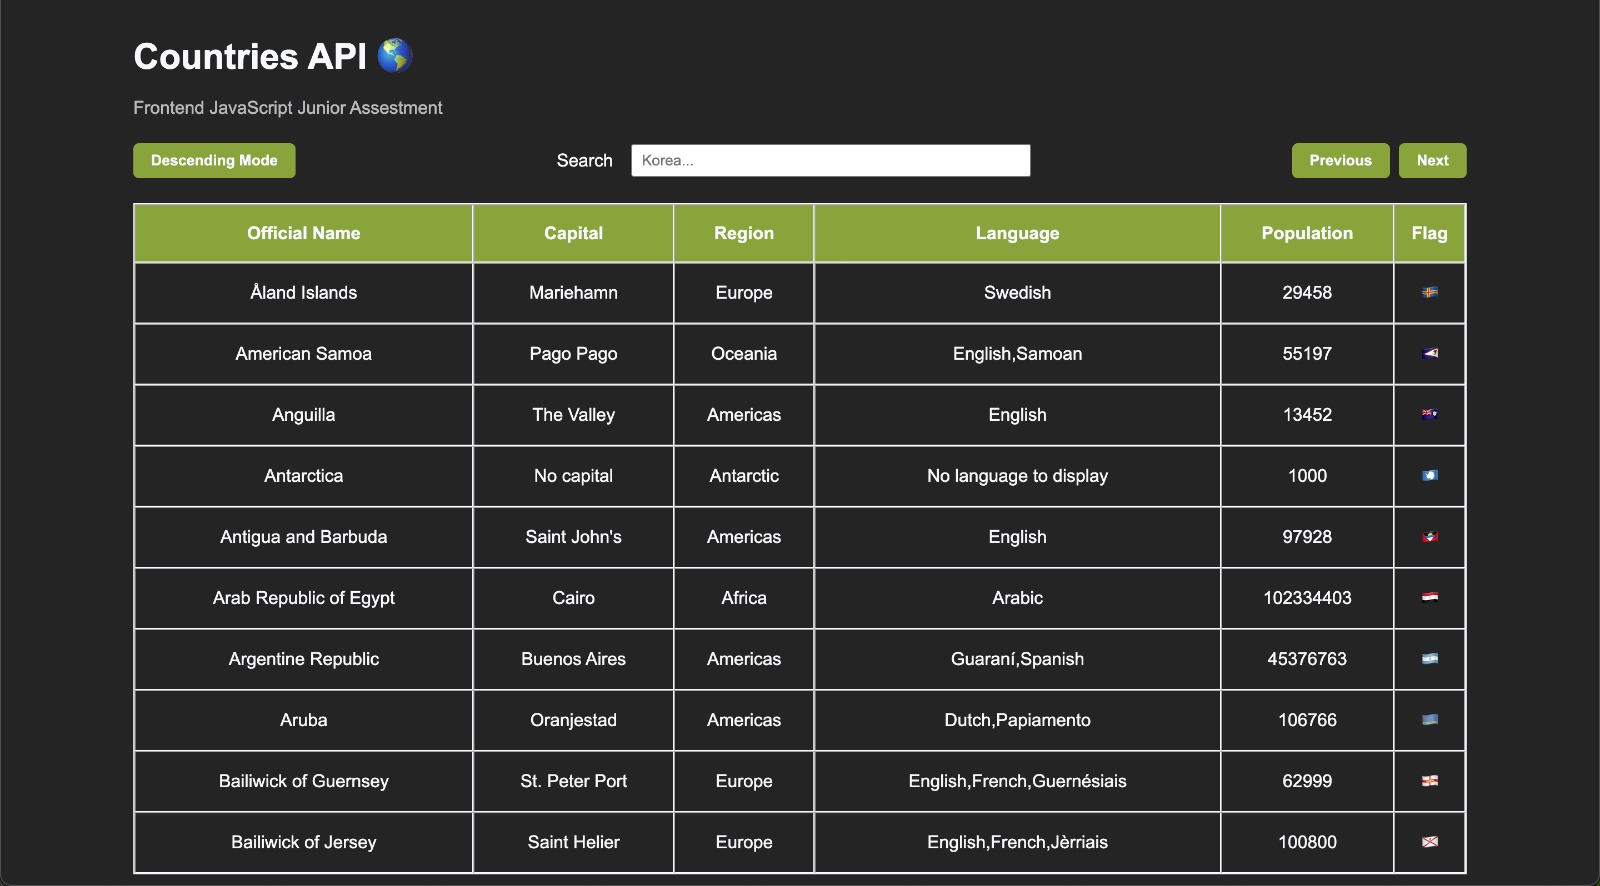 Countries API 🌎
Frontend JavaScript Junior Assestment
Descending Mode Search Korea... Previous Next
Official Name Capital Region Language Population Flag
Åland Islands Mariehamn Europe Swedish 29458
American Samoa Pago Pago Oceania English,Samoan 55197
Anguilla The Valley Americas English 13452
Antarctica No capital Antarctic No language to display 1000
Antigua and Barbuda Saint John's Americas English 97928
Arab Republic of Egypt Cairo Africa Arabic 102334403
Argentine Republic Buenos Aires Americas Guaraní,Spanish 45376763
Aruba Oranjestad Americas Dutch,Papiamento 106766
Bailiwick of Guernsey St. Peter Port Europe English,French,Guernésiais 62999
Bailiwick of Jersey Saint Helier Europe English,French,Jèrriais 100800